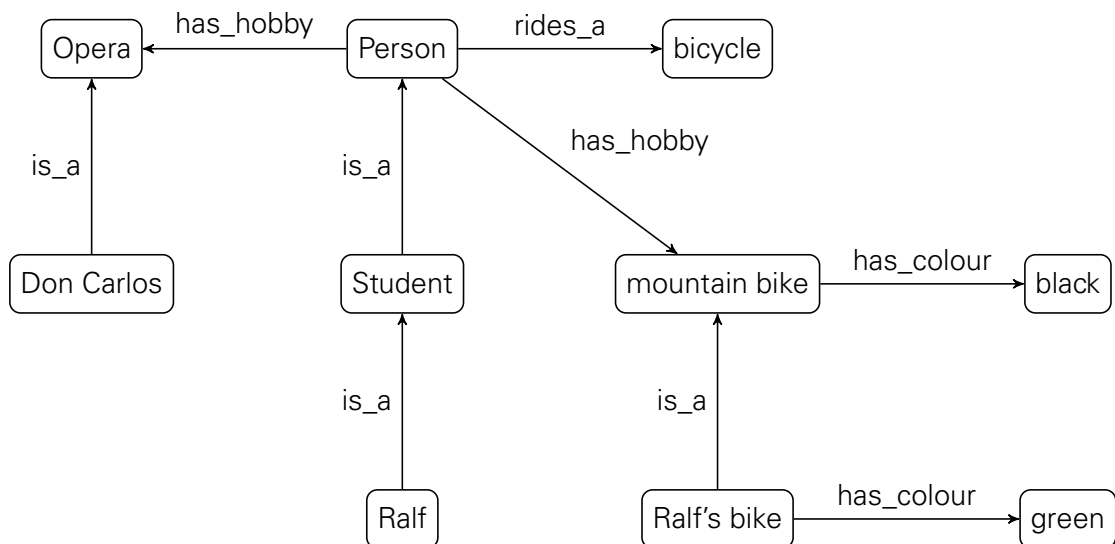 has_hobby
rides_a
Opera
Person
bicycle
has_hobby
is_a
is_a
has_colour
Don Carlos
Student
mountain bike
black
is_a
is_a
has_colour
Ralf
Ralf's bike
green